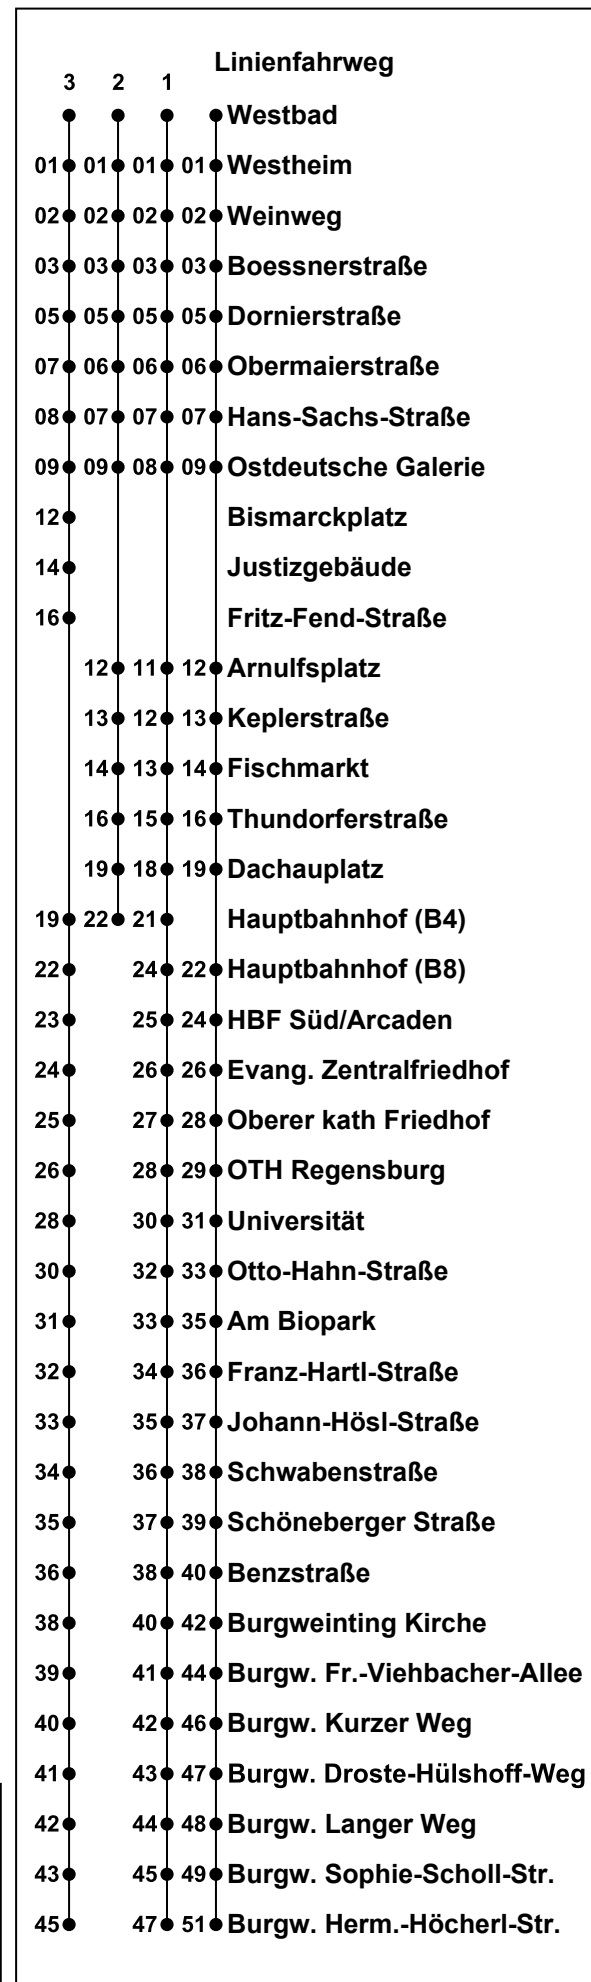 Linienfahrweg
3 2 1
Westbad
01 01 01 01 Westheim
02 02 02 02 Weinweg
03 03 03 03 Boessnerstraße
05 05 05 05 Dornierstraße
07 06 06 06 Obermaierstraße
08 07 07 07 Hans-Sachs-Straße
09 09 08 09 Ostdeutsche Galerie
12 Bismarckplatz
14 Justizgebäude
16 Fritz-Fend-Straße
12 11 12 Arnulfsplatz
13 12 13 Keplerstraße
14 13 14 Fischmarkt
16 15 16 Thundorferstraße
19 18 19 Dachauplatz
19 22 21 Hauptbahnhof (B4)
22 24 22 Hauptbahnhof (B8)
23 25 24 HBF Süd/Arcaden
24 26 26 Evang. Zentralfriedhof
25 27 28 Oberer kath Friedhof
26 28 29 OTH Regensburg
28 30 31 Universität
30 32 33 Otto-Hahn-Straße
31 33 35 Am Biopark
32 34 36 Franz-Hartl-Straße
33 35 37 Johann-Hösl-Straße
34 36 38 Schwabenstraße
35 37 39 Schöneberger Straße
36 38 40 Benzstraße
38 40 42 Burgweinting Kirche
39 41 44 Burgw. Fr.-Viehbacher-Allee
40 42 46 Burgw. Kurzer Weg
41 43 47 Burgw. Droste-Hülshoff-Weg
42 44 48 Burgw. Langer Weg
43 45 49 Burgw. Sophie-Scholl-Str.
45 47 51 Burgw. Herm.-Höcherl-Str.